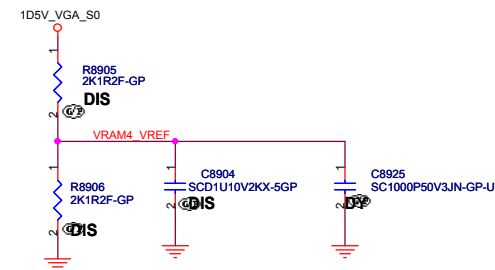 1D5V_VGA_S0
1
R8905
2K1R2F-GP
DIS
2
VRAM4_VREF
1
R8906
2K1R2F-GP
DIS
2
1
C8904
SCD1U10V2KX-5GP
DIS
2
1
C8925
SC1000P50V3JN-GP-U
DY
2